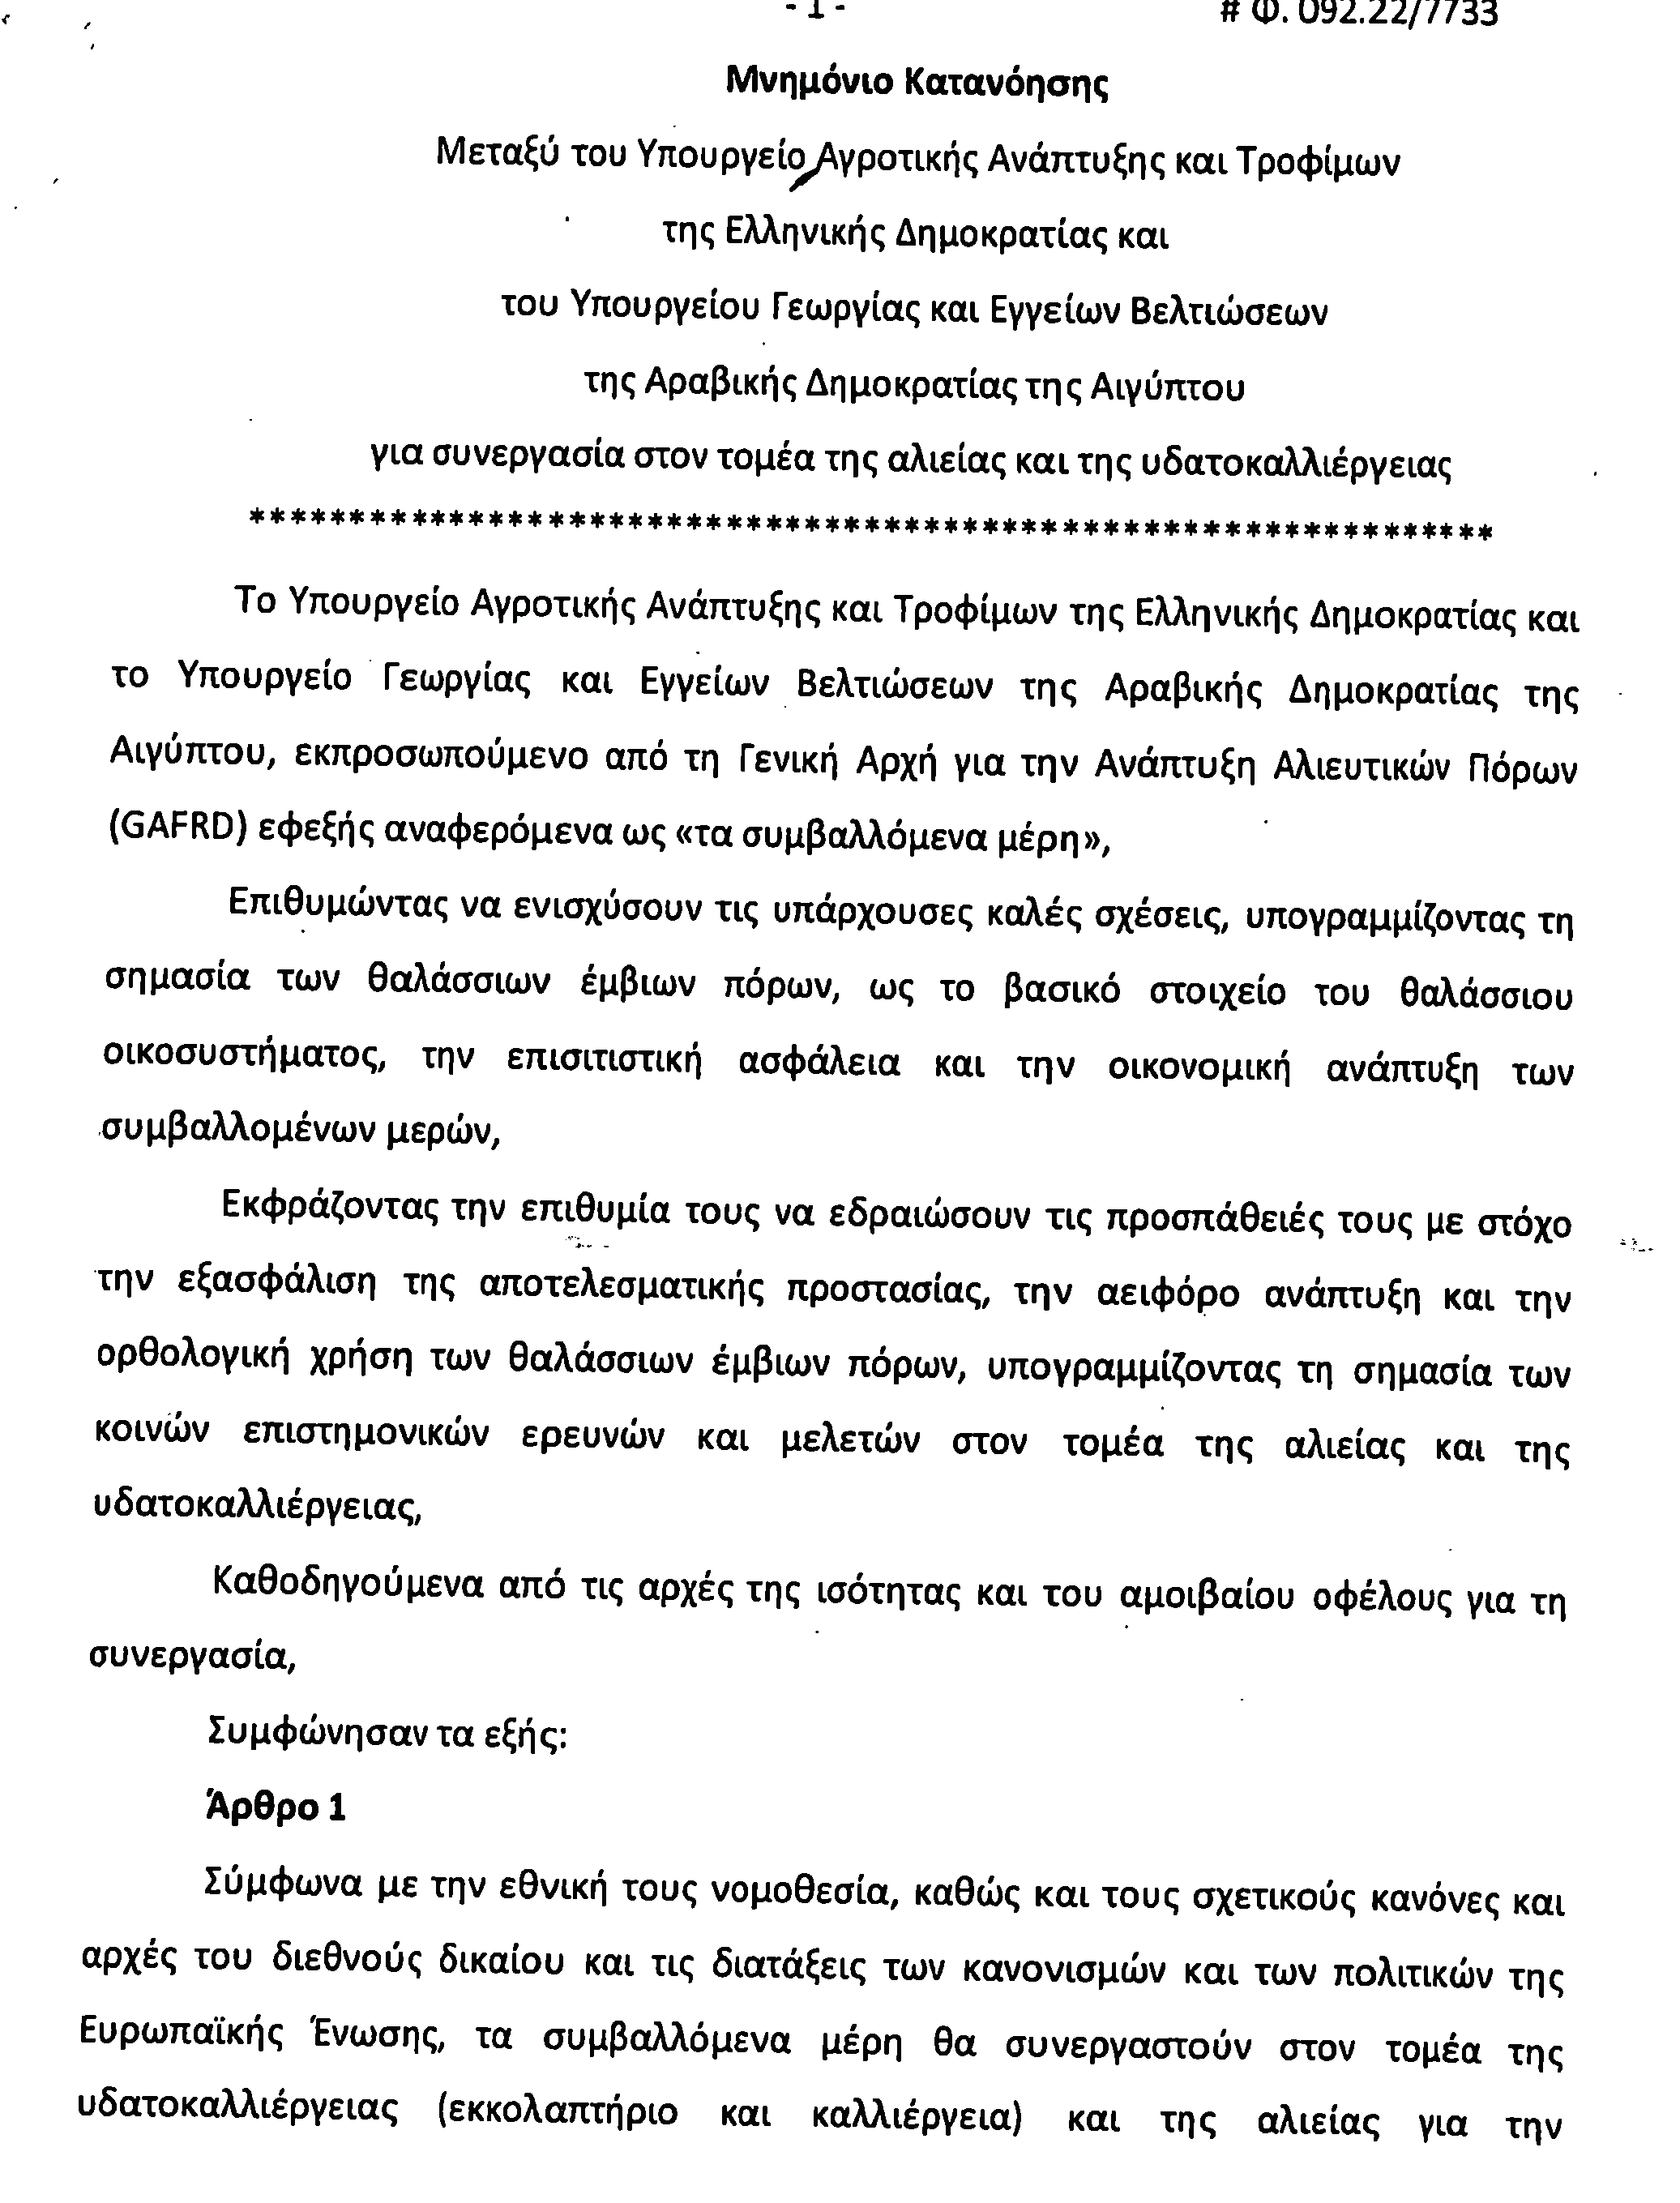 - 1 -
# Φ. 092.22/7733
Μνημόνιο Κατανόησης
Μεταξύ του Υπουργείο Αγροτικής Ανάπτυξης και Τροφίμων
της Ελληνικής Δημοκρατίας και
του Υπουργείου Γεωργίας και Εγγείων Βελτιώσεων
της Αραβικής Δημοκρατίας της Αιγύπτου
για συνεργασία στον τομέα της αλιείας και της υδατοκαλλιέργειας
***************************************************************
Το Υπουργείο Αγροτικής Ανάπτυξης και Τροφίμων της Ελληνικής Δημοκρατίας και
το Υπουργείο Γεωργίας και Εγγείων Βελτιώσεων της Αραβικής Δημοκρατίας της
Αιγύπτου, εκπροσωπούμενο από τη Γενική Αρχή για την Ανάπτυξη Αλιευτικών Πόρων
(GAFRD) εφεξής αναφερόμενα ως «τα συμβαλλόμενα μέρη»,
Επιθυμώντας να ενισχύσουν τις υπάρχουσες καλές σχέσεις, υπογραμμίζοντας τη
σημασία των θαλάσσιων έμβιων πόρων, ως το βασικό στοιχείο του θαλάσσιου
οικοσυστήματος, την επισιτιστική ασφάλεια και την οικονομική ανάπτυξη των
συμβαλλομένων μερών,
Εκφράζοντας την επιθυμία τους να εδραιώσουν τις προσπάθειές τους με στόχο
την εξασφάλιση της αποτελεσματικής προστασίας, την αειφόρο ανάπτυξη και την
ορθολογική χρήση των θαλάσσιων έμβιων πόρων, υπογραμμίζοντας τη σημασία των
κοινών επιστημονικών ερευνών και μελετών στον τομέα της αλιείας και της
υδατοκαλλιέργειας,
Καθοδηγούμενα από τις αρχές της ισότητας και του αμοιβαίου οφέλους για τη
συνεργασία,
Συμφώνησαν τα εξής:
Άρθρο 1
Σύμφωνα με την εθνική τους νομοθεσία, καθώς και τους σχετικούς κανόνες και
αρχές του διεθνούς δικαίου και τις διατάξεις των κανονισμών και των πολιτικών της
Ευρωπαϊκής Ένωσης, τα συμβαλλόμενα μέρη θα συνεργαστούν στον τομέα της
υδατοκαλλιέργειας (εκκολαπτήριο και καλλιέργεια) και της αλιείας για την